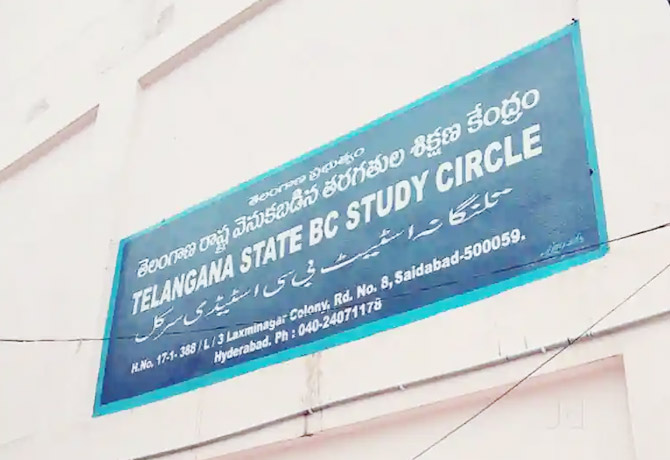 తెలంగాణ ప్రభుత్వం
తెలంగాణ రాష్ట్ర వెనుకబడిన తరగతుల శిక్షణ కేంద్రం
TELANGANA STATE BC STUDY CIRCLE
تلنگانہ اسٹیٹ بی سی اسٹیڈی سرکل
H.No. 17-1- 388 / L / 3 Laxminagar Colony, Rd. No. 8, Saidabad-500059.
Hyderabad. Ph : 040-24071178